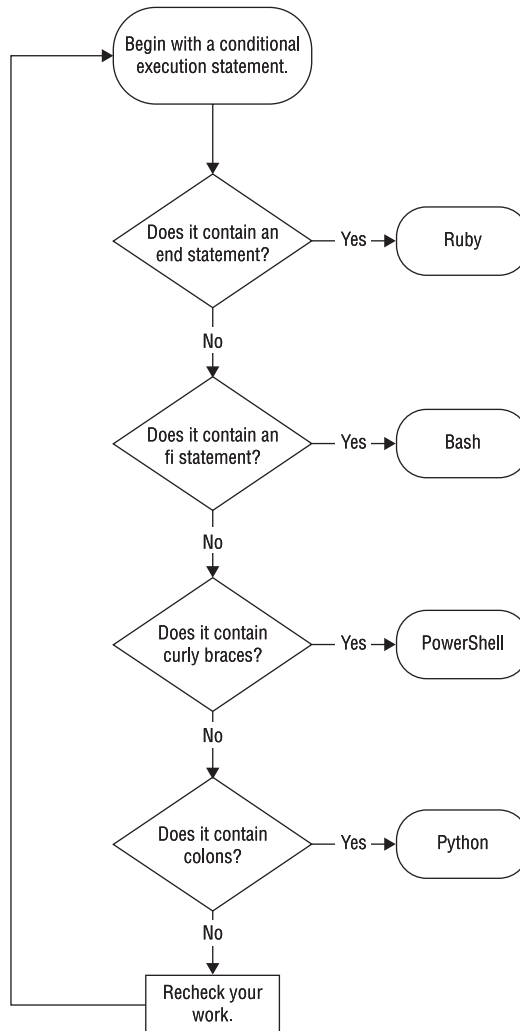 Begin with a conditional
execution statement.
Does it contain an
end statement?
Yes
Ruby
No
Does it contain an
fi statement?
Yes
Bash
No
Does it contain
curly braces?
Yes
PowerShell
No
Does it contain
colons?
Yes
Python
No
Recheck your
work.